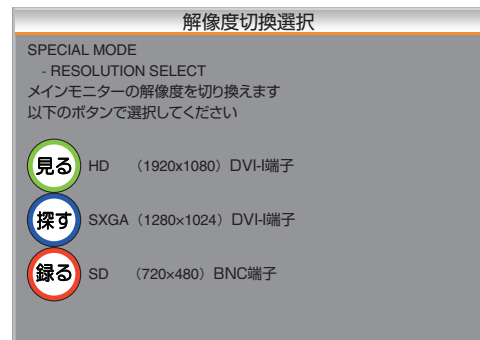 解像度切換選択
SPECIAL MODE
- RESOLUTION SELECT
メインモニターの解像度を切り換えます
以下のボタンで選択してください
見る HD （1920x1080）DVI-I端子
探す SXGA（1280×1024）DVI-I端子
録る SD （720×480）BNC端子